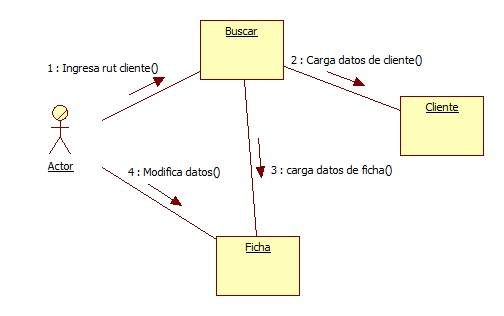 Buscar
1 : Ingresa rut cliente()
2 : Carga datos de cliente()
Cliente
Actor
4 : Modifica datos()
3 : carga datos de ficha()
Ficha